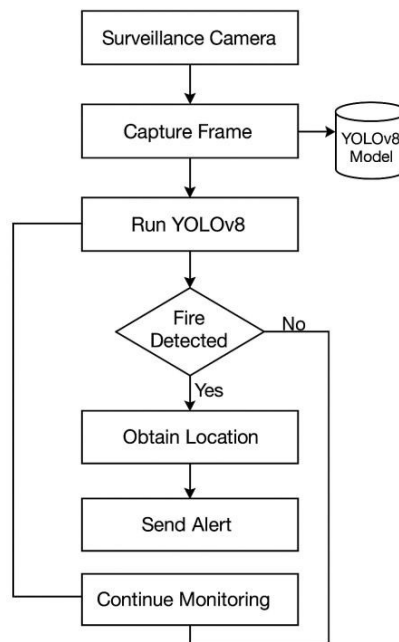 Surveillance Camera
Capture Frame
YOLOv8
Model
Run YOLOv8
Fire
Detected
No
Yes
Obtain Location
Send Alert
Continue Monitoring